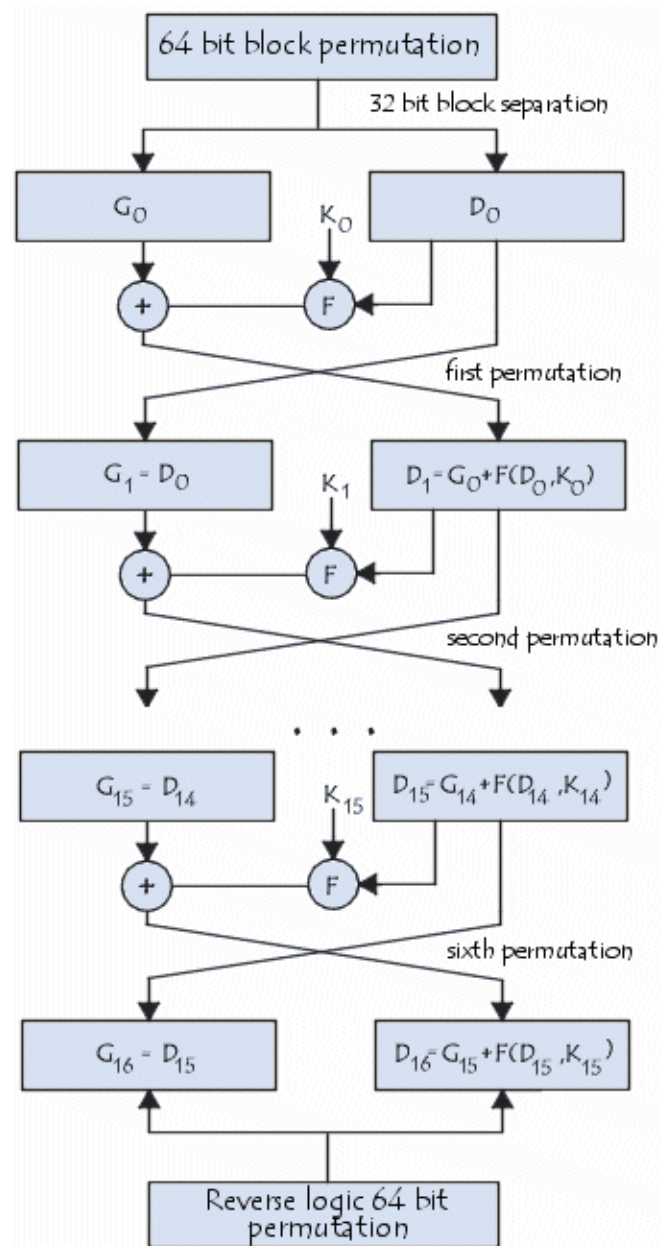 64 bit block permutation
32 bit block separation
G0
K0
D0
+
F
first permutation
G1 = D0
K1
D1 = G0 + F(D0, K0)
+
F
second permutation
. . .
G15 = D14
K15
D15 = G14 + F(D14, K14)
+
F
sixth permutation
G16 = D15
D16 = G15 + F(D15, K15)
Reverse logic 64 bit
permutation